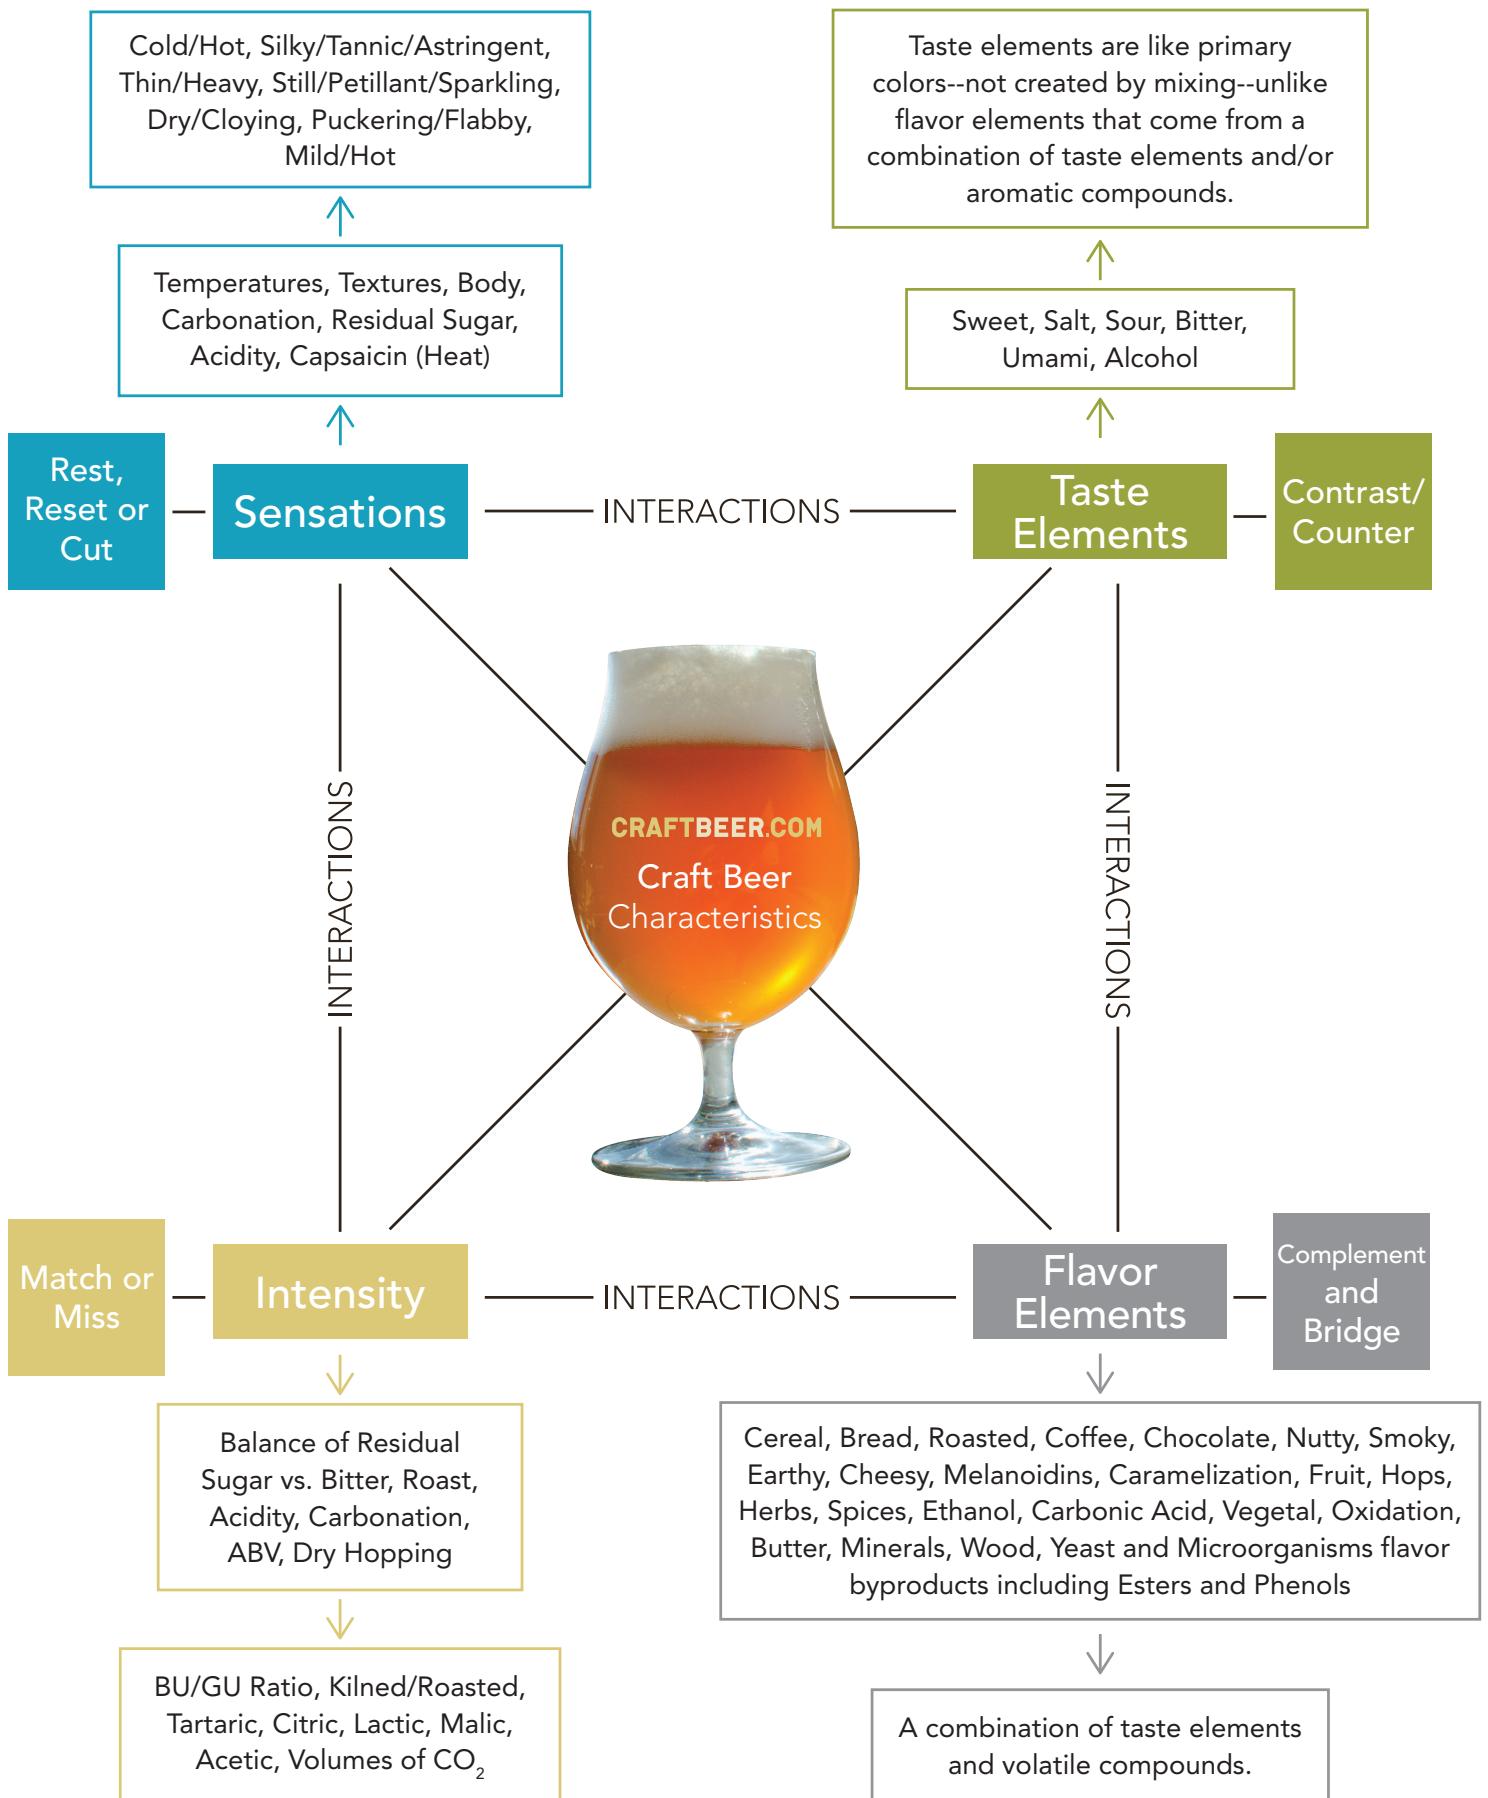 Cold/Hot, Silky/Tannic/Astringent,
Thin/Heavy, Still/Petillant/Sparkling,
Dry/Cloying, Puckering/Flabby,
Mild/Hot
Taste elements are like primary
colors--not created by mixing--unlike
flavor elements that come from a
combination of taste elements and/or
aromatic compounds.
Temperatures, Textures, Body,
Carbonation, Residual Sugar,
Acidity, Capsaicin (Heat)
Sweet, Salt, Sour, Bitter,
Umami, Alcohol
Rest,
Reset or
Cut
Sensations
INTERACTIONS
Taste
Elements
Contrast/
Counter
INTERACTIONS
CRAFTBEER.COM
Craft Beer
Characteristics
INTERACTIONS
Match or
Miss
Intensity
INTERACTIONS
Flavor
Elements
Complement
and
Bridge
Balance of Residual
Sugar vs. Bitter, Roast,
Acidity, Carbonation,
ABV, Dry Hopping
Cereal, Bread, Roasted, Coffee, Chocolate, Nutty, Smoky,
Earthy, Cheesy, Melanoidins, Caramelization, Fruit, Hops,
Herbs, Spices, Ethanol, Carbonic Acid, Vegetal, Oxidation,
Butter, Minerals, Wood, Yeast and Microorganisms flavor
byproducts including Esters and Phenols
BU/GU Ratio, Kilned/Roasted,
Tartaric, Citric, Lactic, Malic,
Acetic, Volumes of CO₂
A combination of taste elements
and volatile compounds.